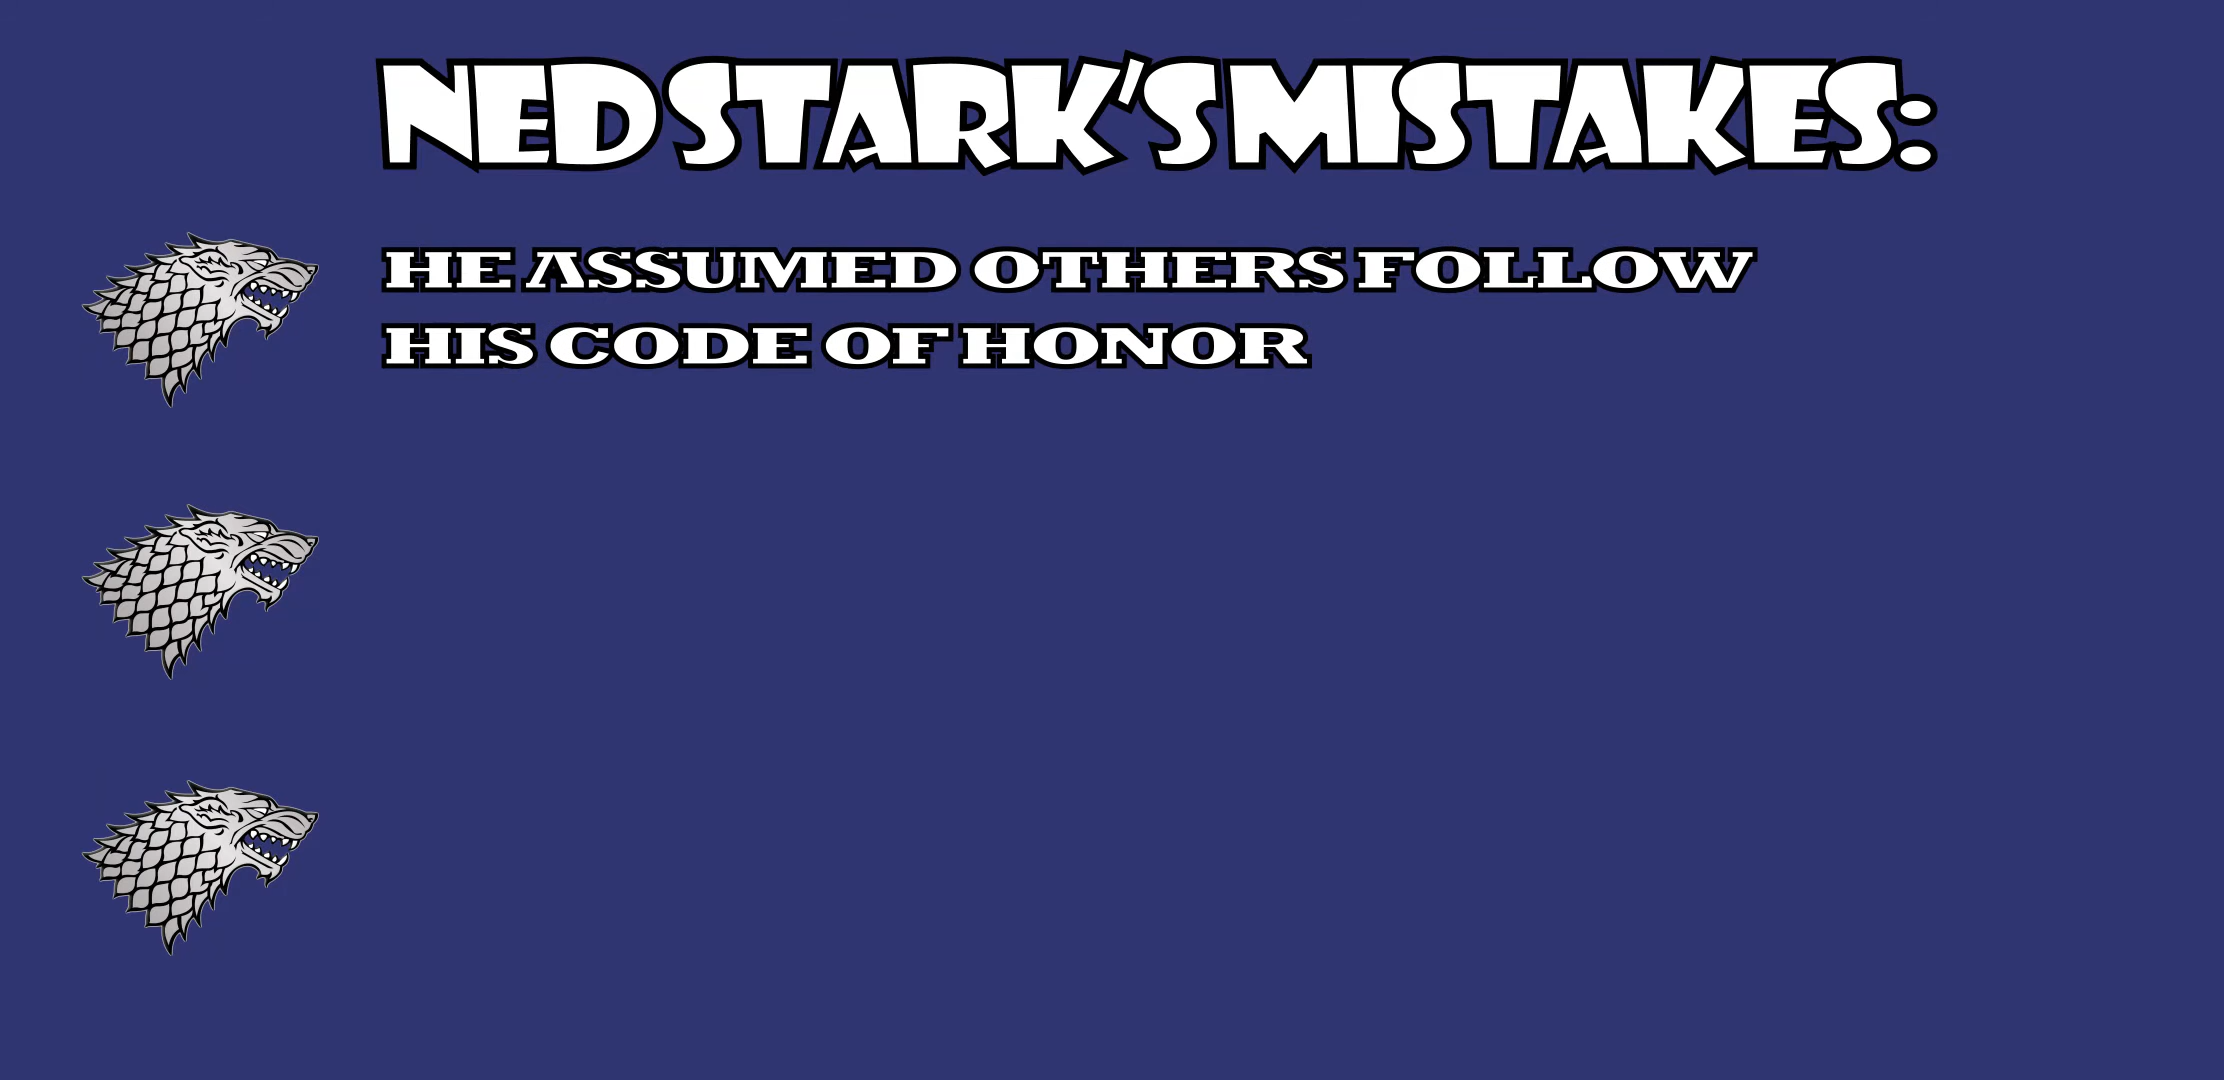 NED STARK'S MISTAKES:
HE ASSUMED OTHERS FOLLOW
HIS CODE OF HONOR